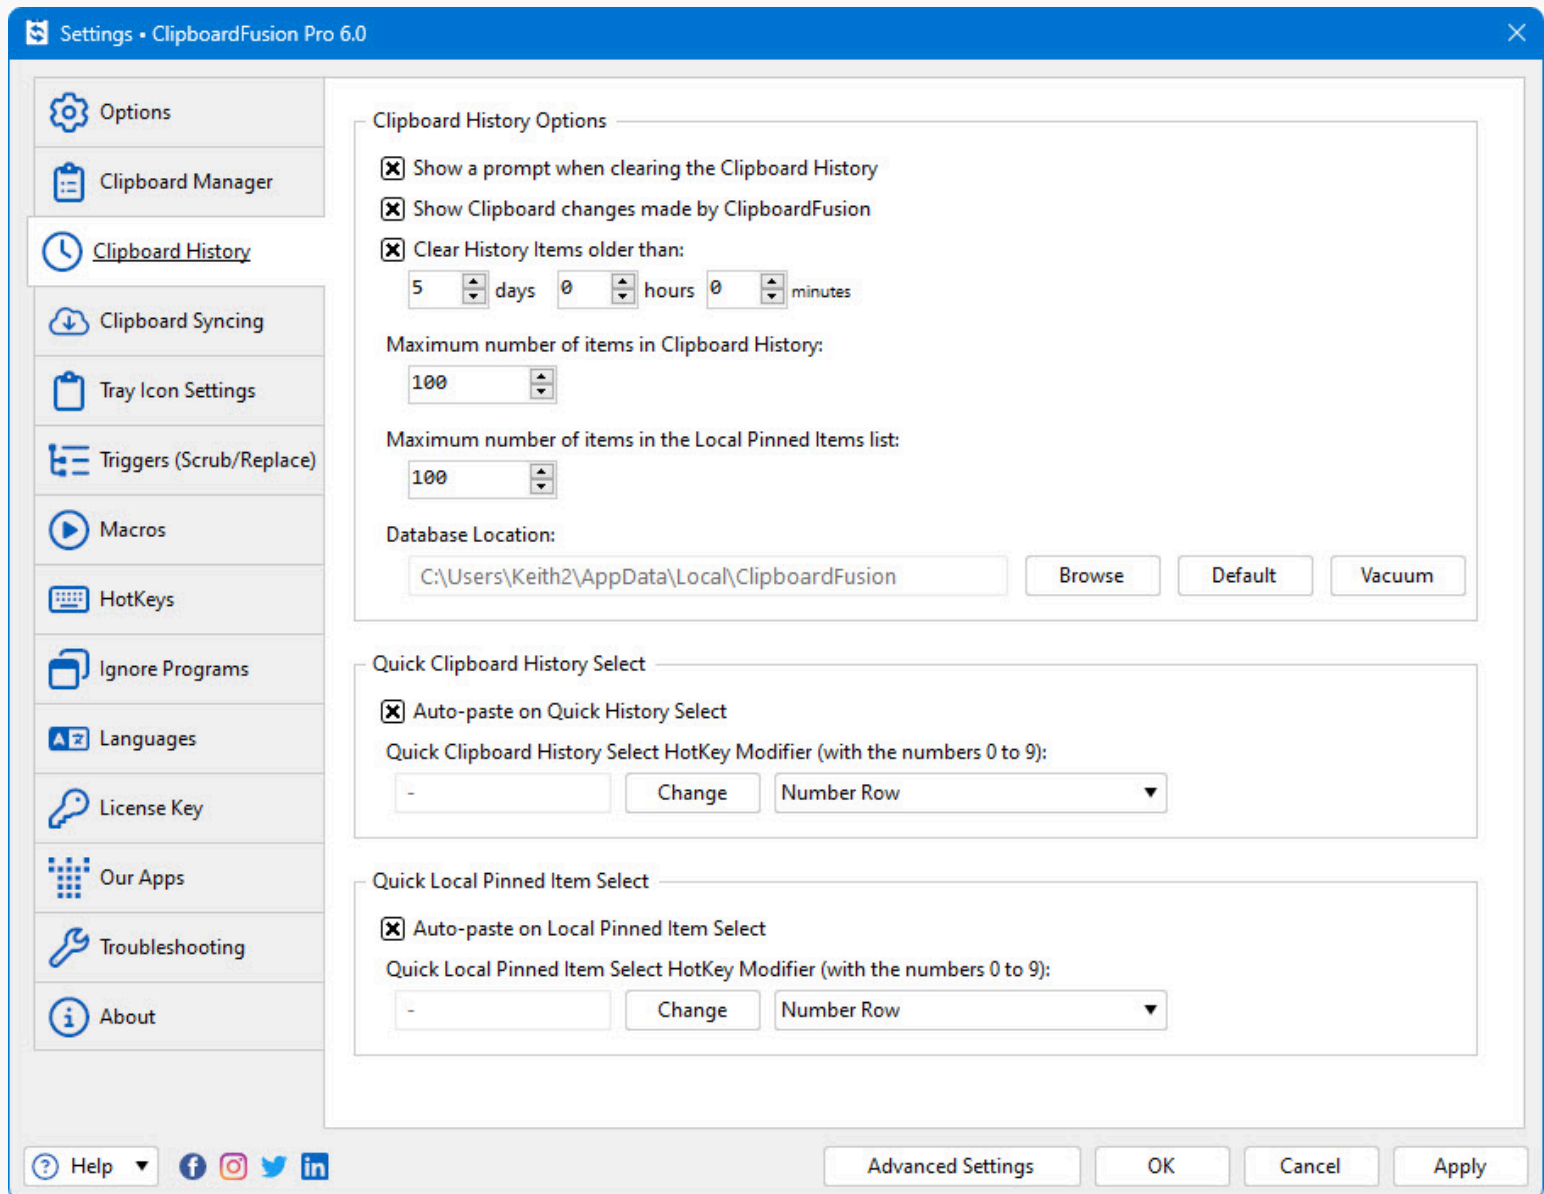 Settings • ClipboardFusion Pro 6.0
Options
Clipboard Manager
Clipboard History
Clipboard Syncing
Tray Icon Settings
Triggers (Scrub/Replace)
Macros
HotKeys
Ignore Programs
Languages
License Key
Our Apps
Troubleshooting
About
Clipboard History Options
Show a prompt when clearing the Clipboard History
Show Clipboard changes made by ClipboardFusion
Clear History Items older than:
5 days 0 hours 0 minutes
Maximum number of items in Clipboard History:
100
Maximum number of items in the Local Pinned Items list:
100
Database Location:
C:\Users\Keith2\AppData\Local\ClipboardFusion Browse Default Vacuum
Quick Clipboard History Select
Auto-paste on Quick History Select
Quick Clipboard History Select HotKey Modifier (with the numbers 0 to 9):
- Change Number Row
Quick Local Pinned Item Select
Auto-paste on Local Pinned Item Select
Quick Local Pinned Item Select HotKey Modifier (with the numbers 0 to 9):
- Change Number Row
Help Advanced Settings OK Cancel Apply